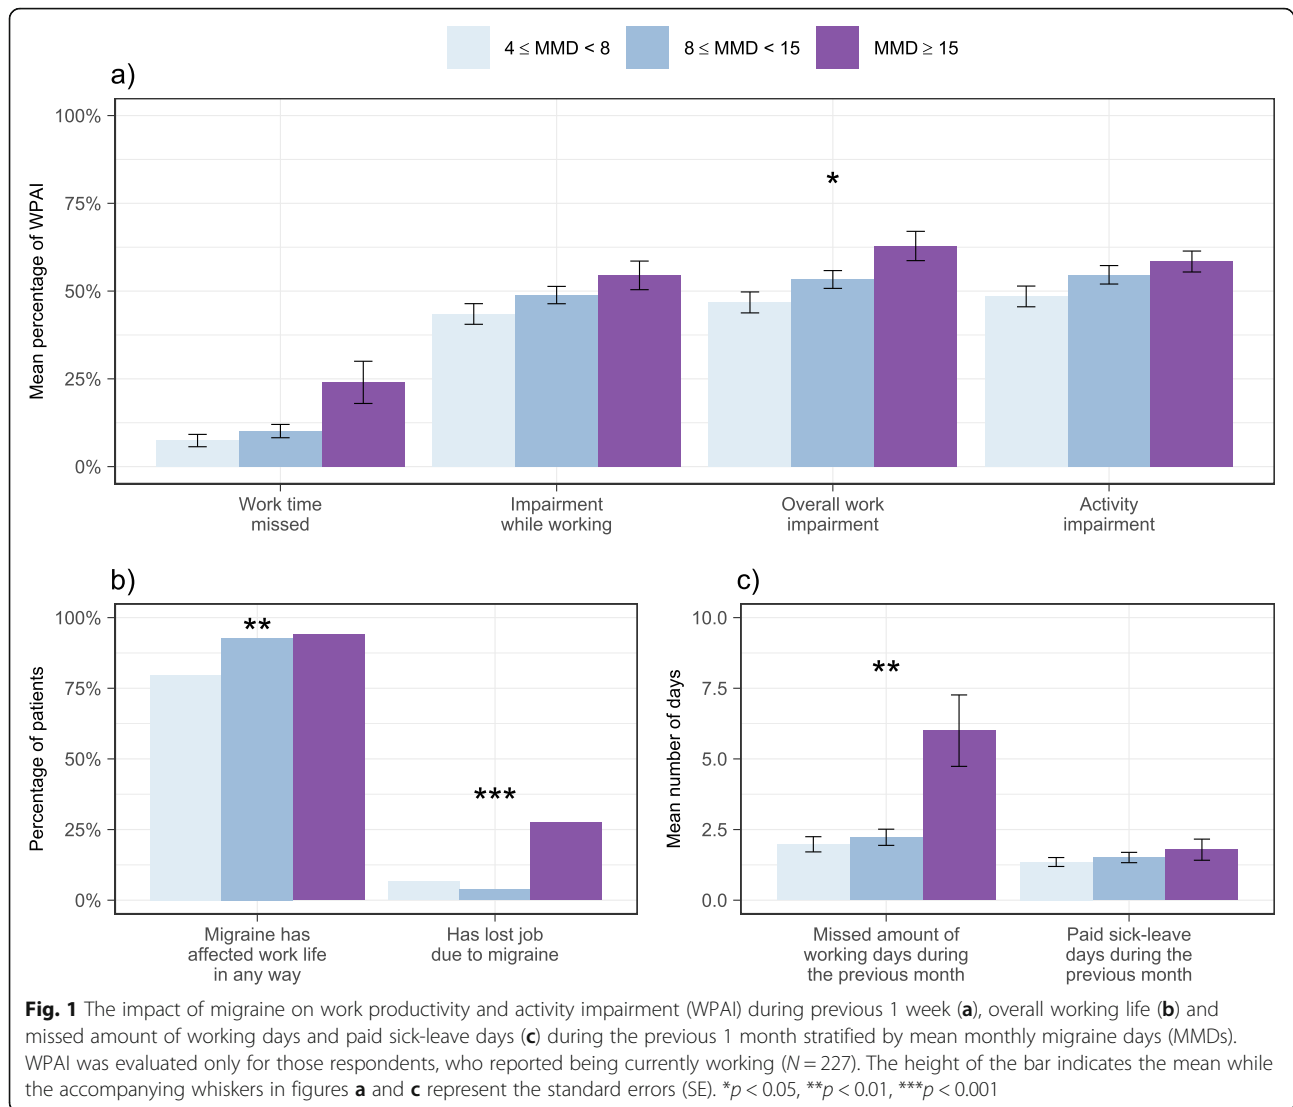 4 ≤ MMD < 8 8 ≤ MMD < 15 MMD ≥ 15
a)
Mean percentage of WPAI
100%
75%
50%
25%
0%
*
Work time
missed
Impairment
while working
Overall work
impairment
Activity
impairment
b)
Percentage of patients
100%
75%
50%
25%
0%
**
***
Migraine has
affected work life
in any way
Has lost job
due to migraine
c)
Mean number of days
10.0
7.5
5.0
2.5
0.0
**
Missed amount of
working days during
the previous month
Paid sick-leave
days during the
previous month
Fig. 1 The impact of migraine on work productivity and activity impairment (WPAI) during previous 1 week (a), overall working life (b) and
missed amount of working days and paid sick-leave days (c) during the previous 1 month stratified by mean monthly migraine days (MMDs).
WPAI was evaluated only for those respondents, who reported being currently working (N = 227). The height of the bar indicates the mean while
the accompanying whiskers in figures a and c represent the standard errors (SE). *p < 0.05, **p < 0.01, ***p < 0.001